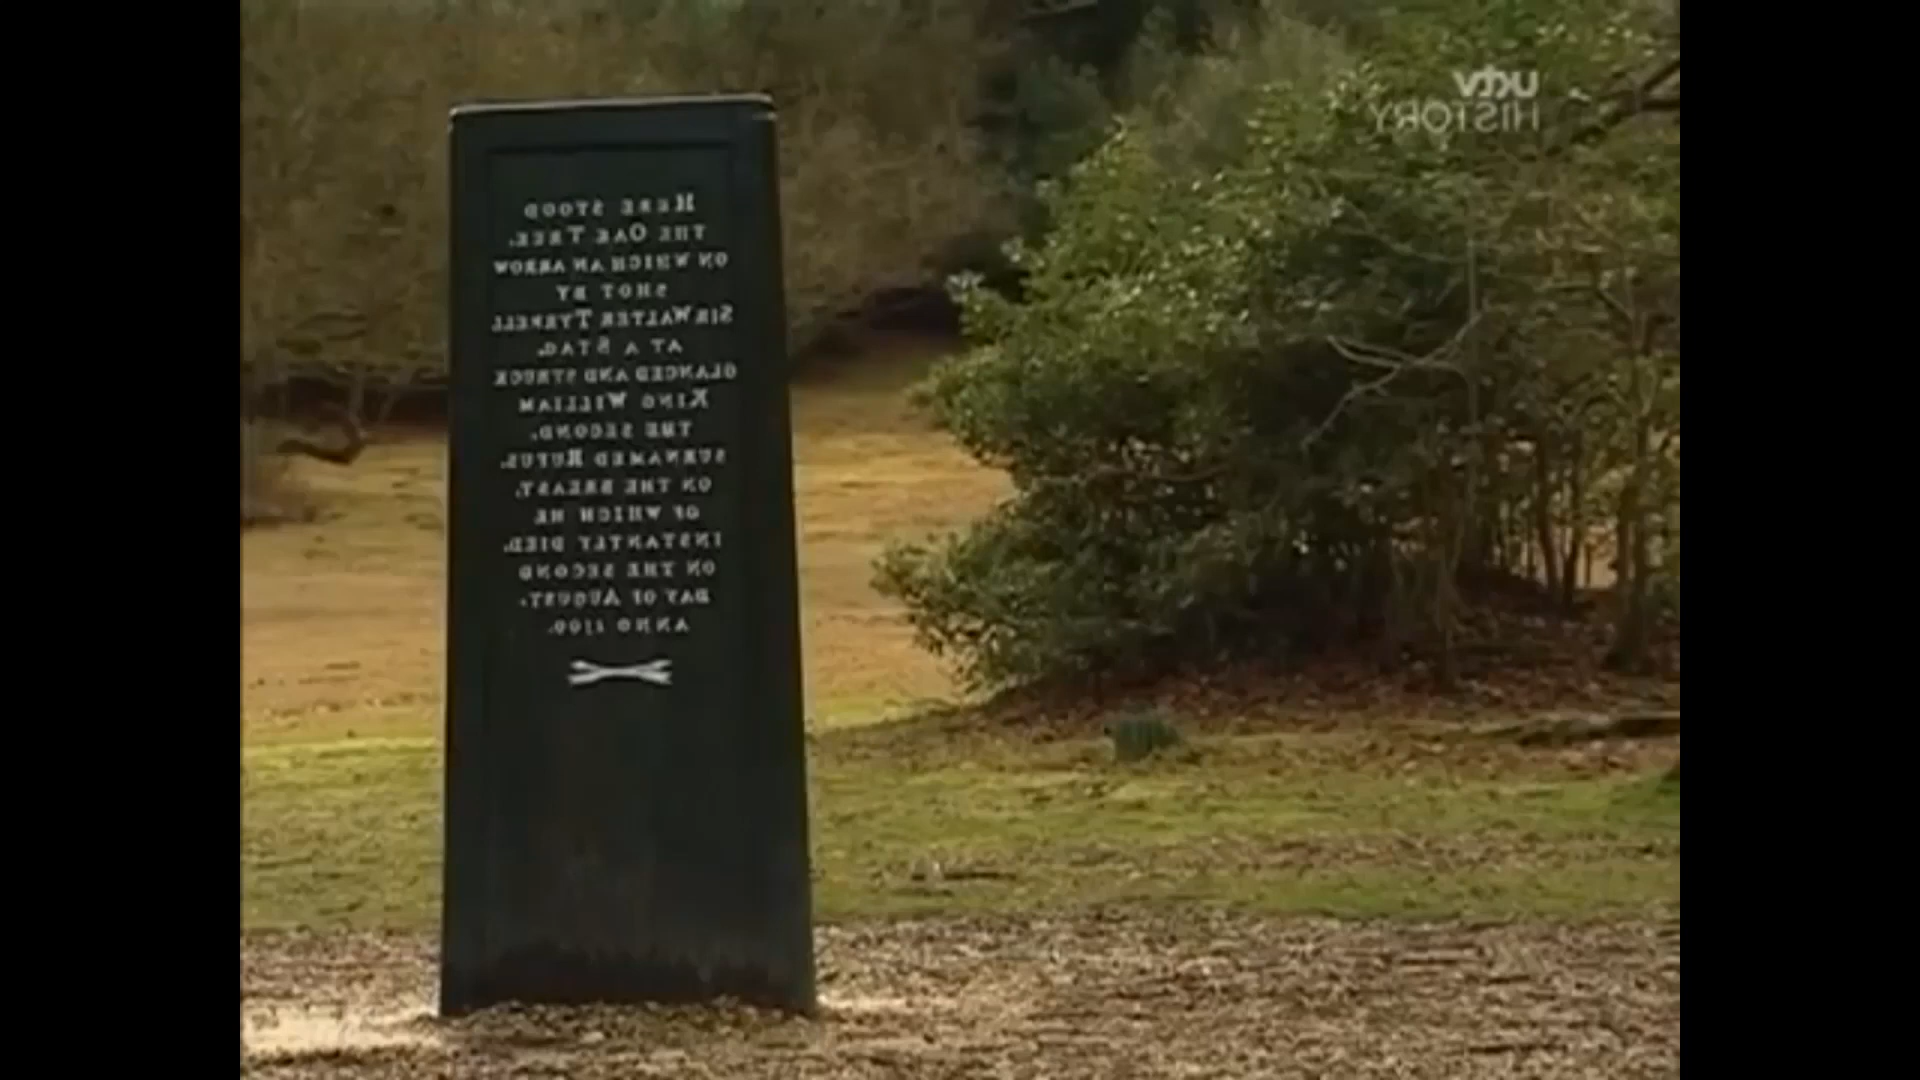 uktv
HISTORY
HERE STOOD
THE OAK TREE,
ON WHICH AN ARROW
SHOT BY
SIR WALTER TYRRELL
AT A STAG,
GLANCED AND STRUCK
KING WILLIAM
THE SECOND,
SURNAMED RUFUS,
ON THE BREAST,
OF WHICH HE
INSTANTLY DIED,
ON THE SECOND
DAY OF AUGUST,
ANNO 1100.